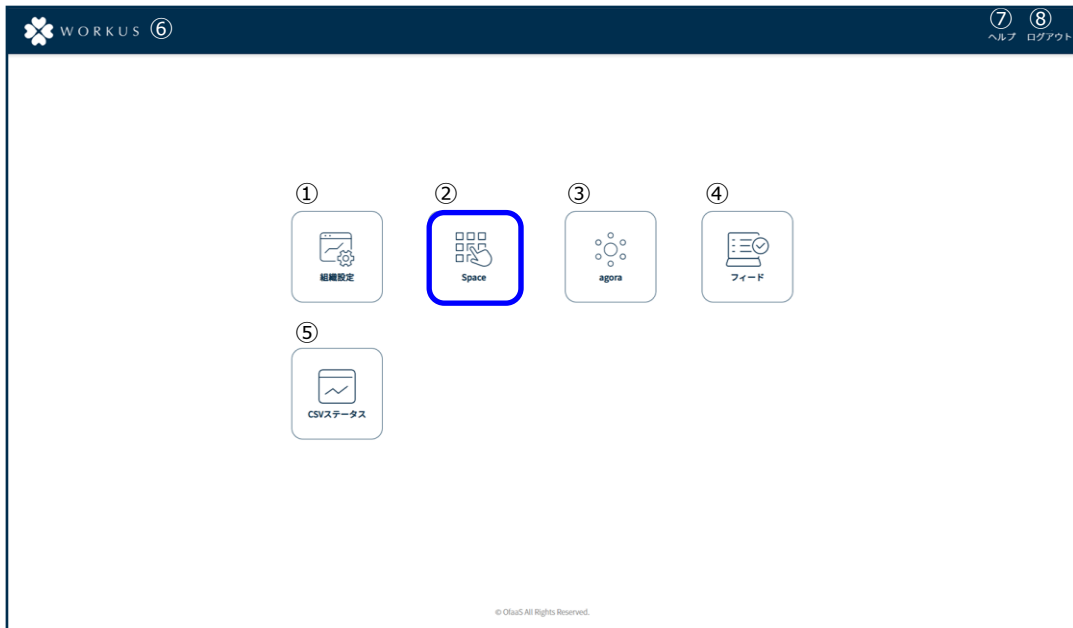 WORKUS ⑥
⑦ ⑧
ヘルプ ログアウト
① ② ③ ④
組織設定 Space agora フィード
⑤
CSVステータス
© OfaaS All Rights Reserved.